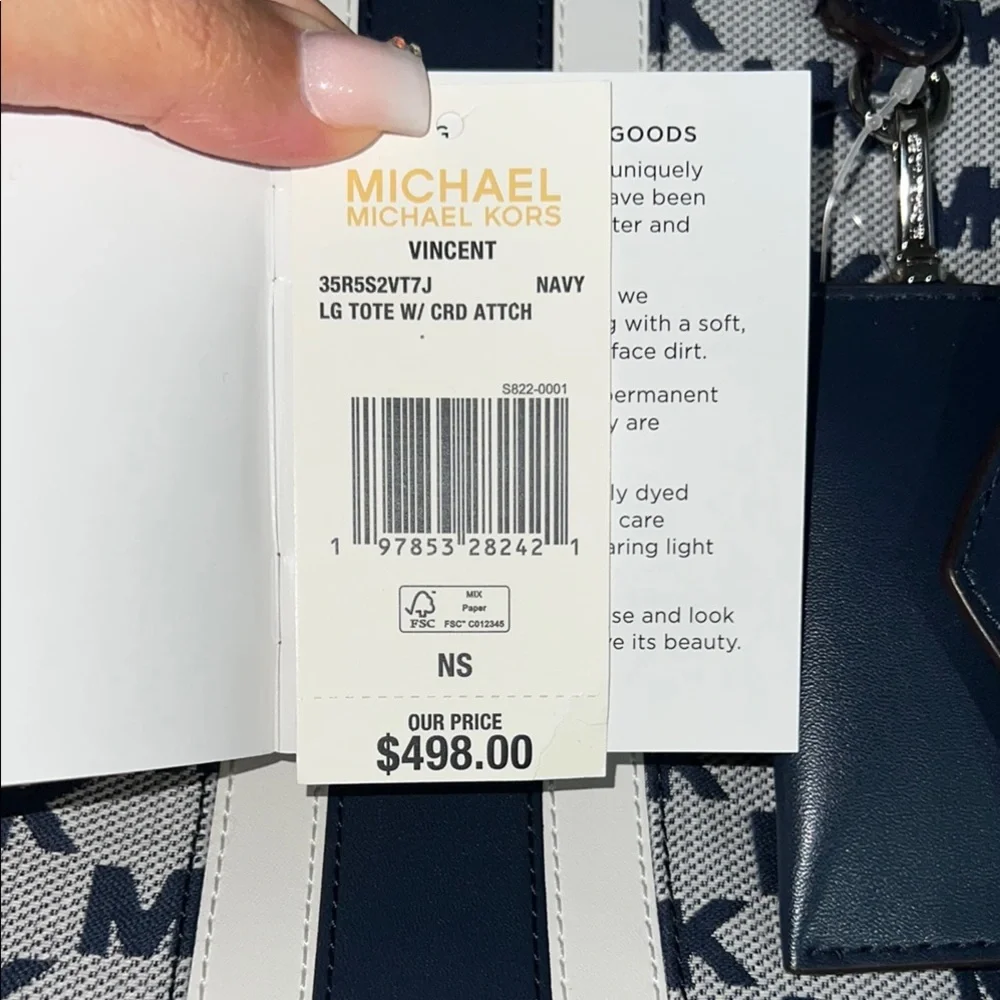 G
GOODS
MICHAEL
MICHAEL KORS
VINCENT
35R5S2VT7J NAVY
LG TOTE W/ CRD ATTCH
S822-0001
1 97853 28242 1
MIX
Paper
FSC FSC™ C012345
NS
OUR PRICE
$498.00
uniquely
ave been
ter and
we
g with a soft,
face dirt.
permanent
y are
ly dyed
care
aring light
se and look
e its beauty.
M
K
M
K